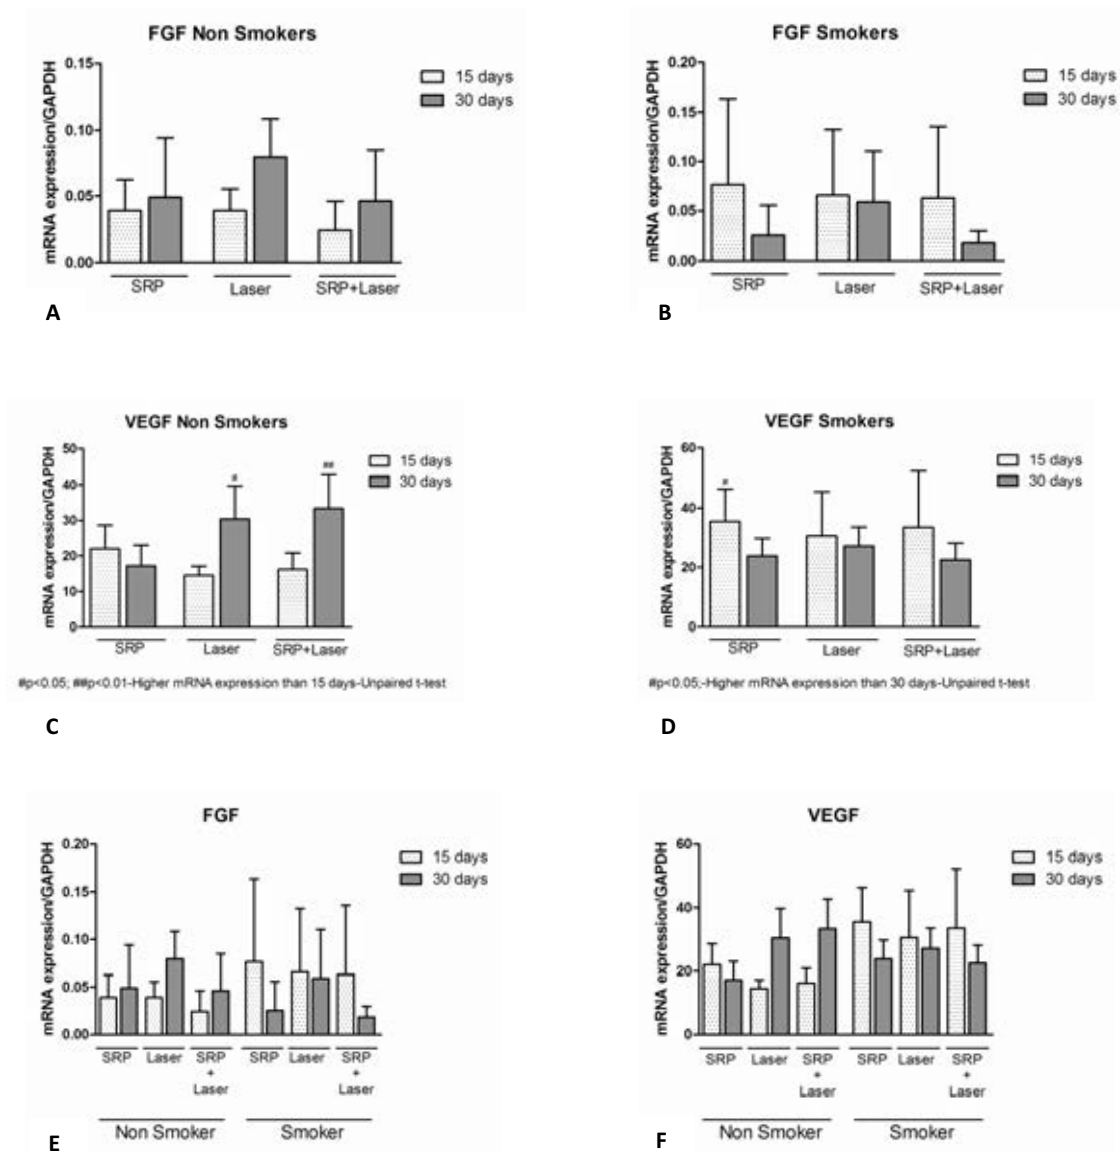 FGF Non Smokers
mRNA expression/GAPDH
0.15
0.10
0.05
0.00
15 days
30 days
SRP
Laser
SRP+Laser
A
FGF Smokers
mRNA expression/GAPDH
0.20
0.15
0.10
0.05
0.00
15 days
30 days
SRP
Laser
SRP+Laser
B
VEGF Non Smokers
mRNA expression/GAPDH
50
40
30
20
10
0
#
##
15 days
30 days
SRP
Laser
SRP+Laser
#p<0.05; ##p<0.01-Higher mRNA expression than 15 days-Unpaired t-test
C
VEGF Smokers
mRNA expression/GAPDH
60
40
20
0
#
15 days
30 days
SRP
Laser
SRP+Laser
#p<0.05;-Higher mRNA expression than 30 days-Unpaired t-test
D
FGF
mRNA expression/GAPDH
0.20
0.15
0.10
0.05
0.00
15 days
30 days
SRP
Laser
SRP
+
Laser
SRP
Laser
SRP
+
Laser
Non Smoker
Smoker
E
VEGF
mRNA expression/GAPDH
60
40
20
0
15 days
30 days
SRP
Laser
SRP
+
Laser
SRP
Laser
SRP
+
Laser
Non Smoker
Smoker
F